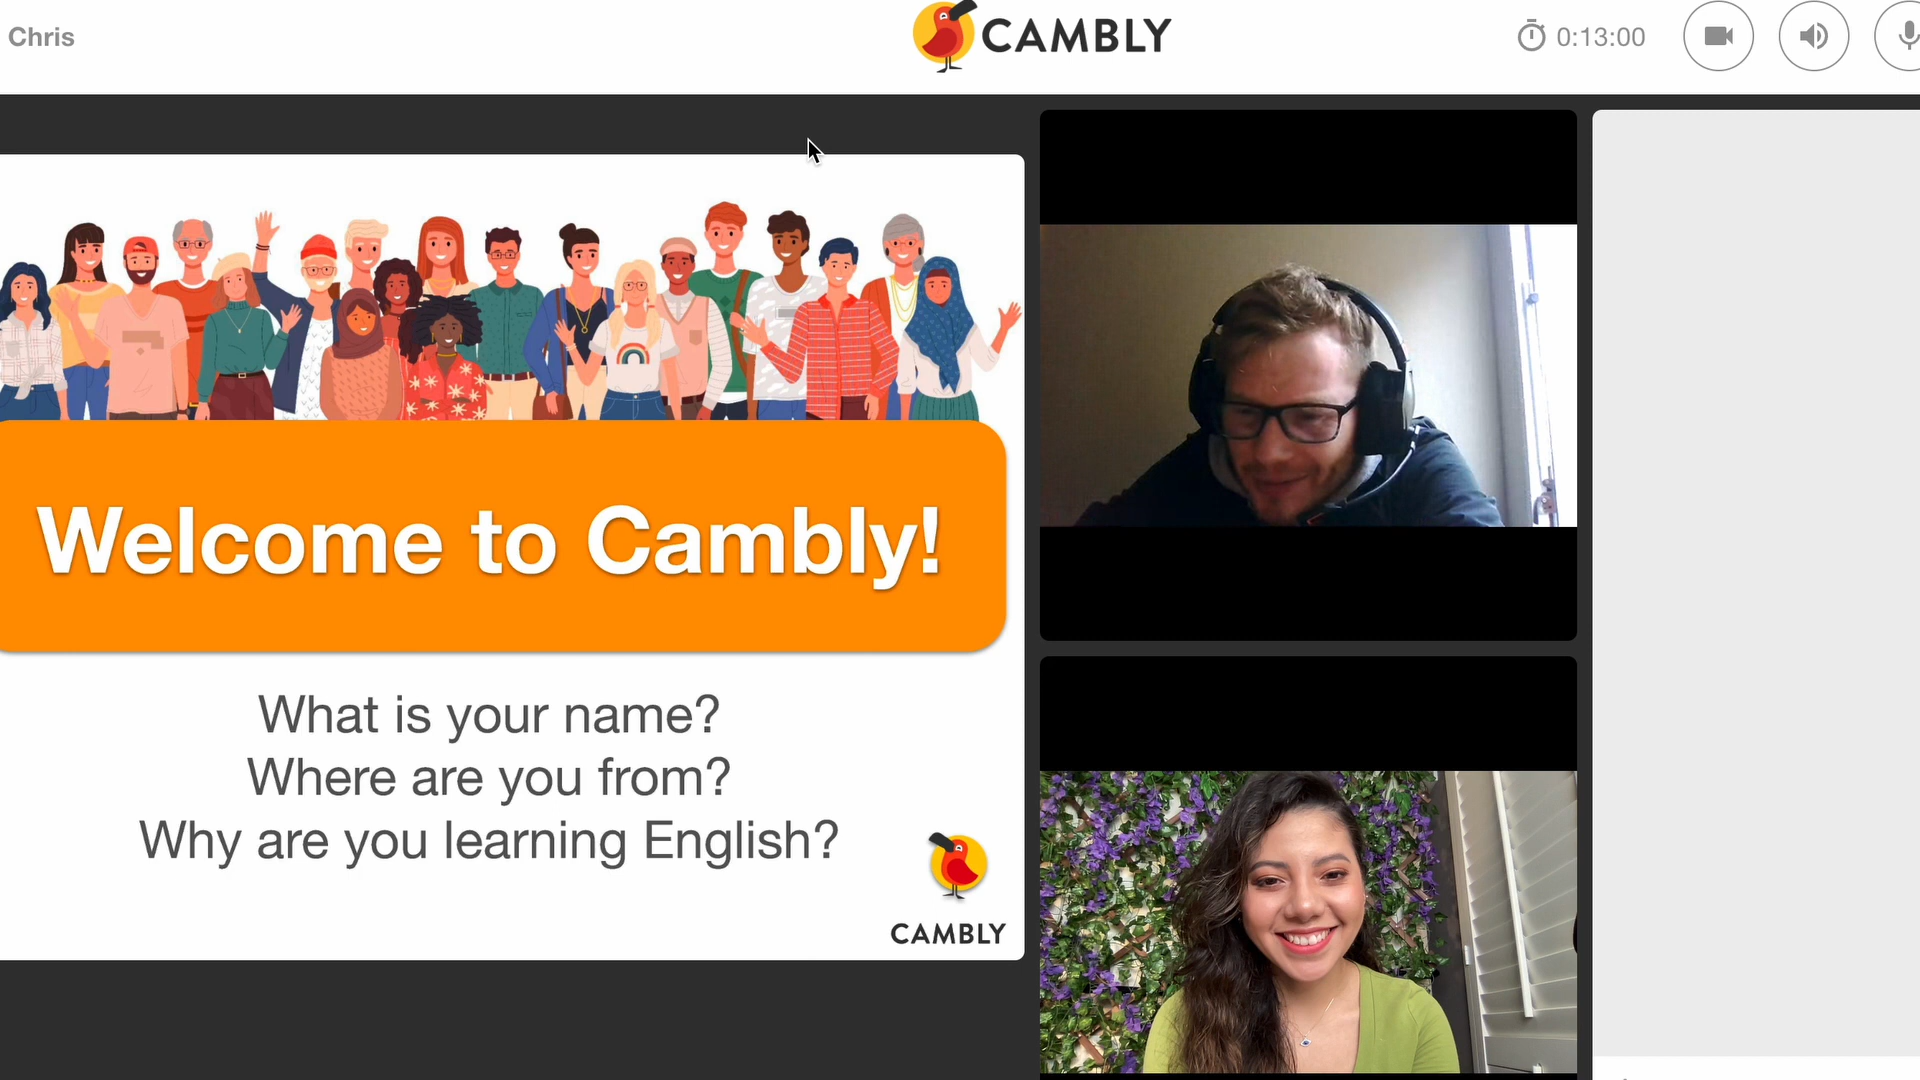 Chris
CAMBLY
0:13:00
Welcome to Cambly!
What is your name?
Where are you from?
Why are you learning English?
CAMBLY